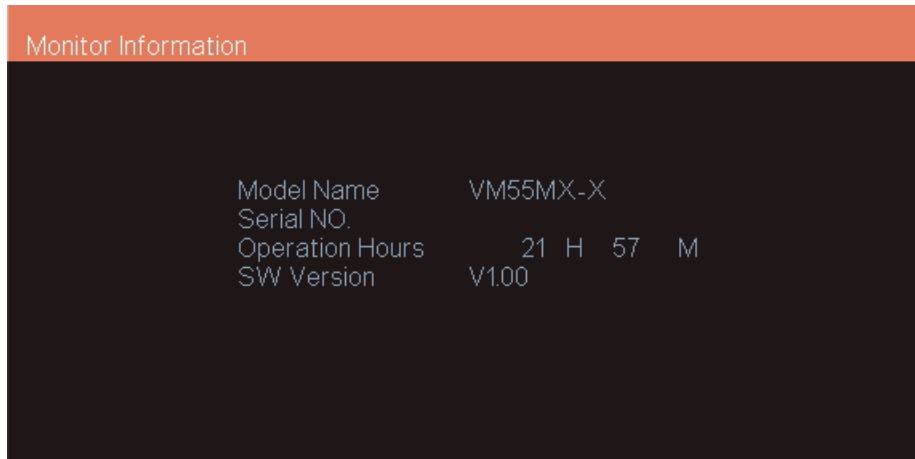 Monitor Information
Model Name VM55MX-X
Serial NO.
Operation Hours 21 H 57 M
SW Version V1.00